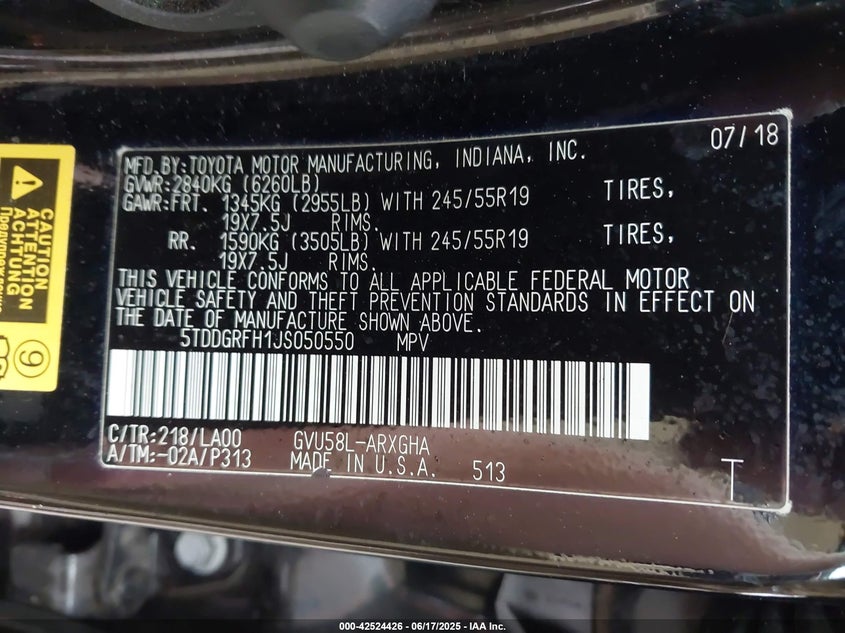 07/18
MFD.BY:TOYOTA MOTOR MANUFACTURING, INDIANA, INC.
GVWR:2840KG (6260LB)
GAWR:FRT. 1345KG (2955LB) WITH 245/55R19 TIRES,
19X7.5J RIMS.
RR. 1590KG (3505LB) WITH 245/55R19 TIRES,
19X7.5J RIMS.
THIS VEHICLE CONFORMS TO ALL APPLICABLE FEDERAL MOTOR
VEHICLE SAFETY AND THEFT PREVENTION STANDARDS IN EFFECT ON
THE DATE OF MANUFACTURE SHOWN ABOVE.
5TDDGRFH1JS050550 MPV
C/TR:218/LA00 GVU58L-ARXGHA
A/TM:-02A/P313 MADE IN U.S.A. 513
T
CAUTION
ATTENTION
ACHTUNG
9
000-42524426 - 06/17/2025 - IAA Inc.